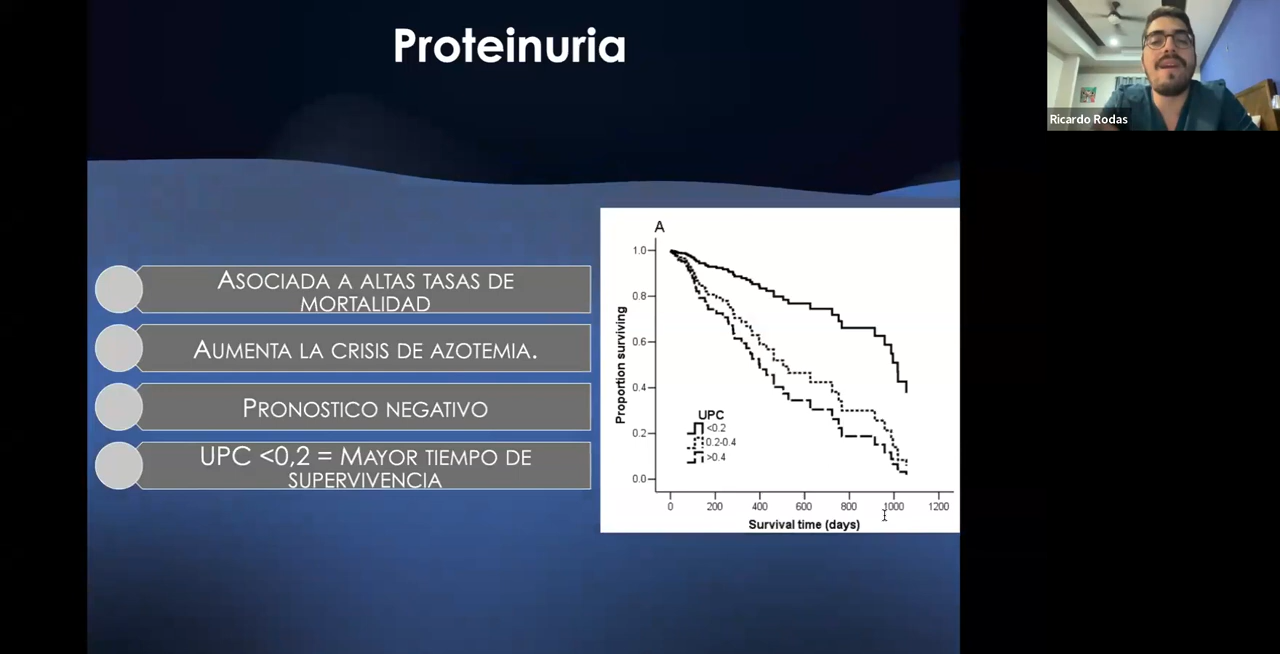 Proteinuria
Ricardo Rodas
ASOCIADA A ALTAS TASAS DE
MORTALIDAD
AUMENTA LA CRISIS DE AZOTEMIA.
PRONOSTICO NEGATIVO
UPC <0,2 = MAYOR TIEMPO DE
SUPERVIVENCIA
A
1.0
0.8
0.6
0.4
0.2
0.0
Proportion surviving
UPC
<0.2
0.2-0.4
>0.4
0 200 400 600 800 1000 1200
Survival time (days)